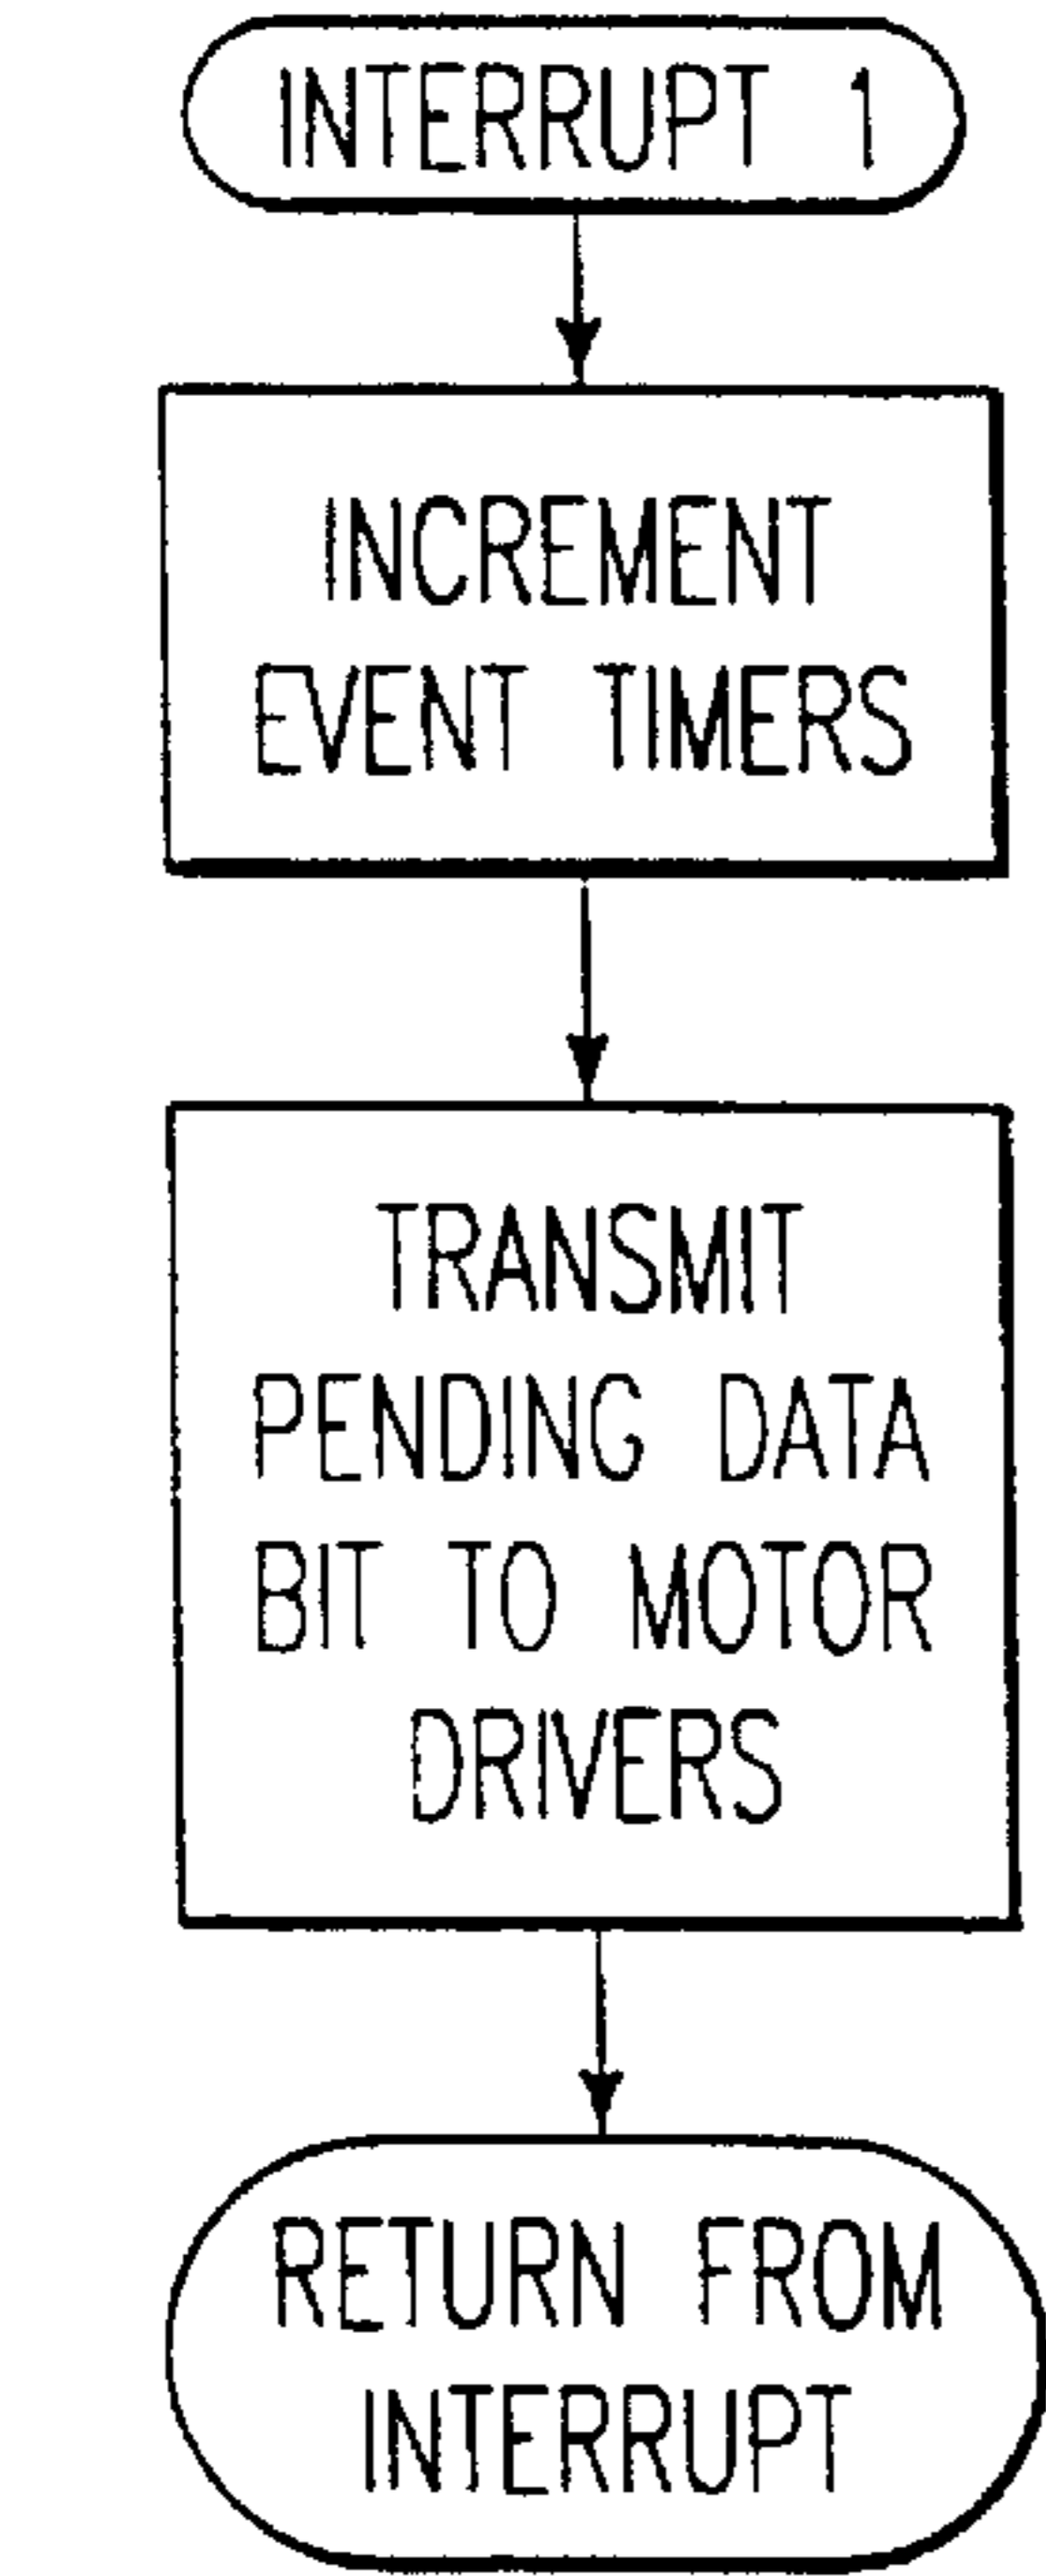 INTERRUPT 1
INCREMENT
EVENT TIMERS
TRANSMIT
PENDING DATA
BIT TO MOTOR
DRIVERS
RETURN FROM
INTERRUPT